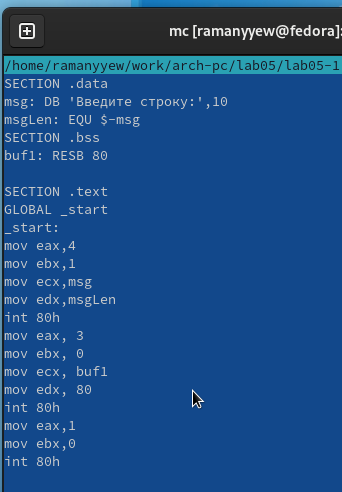 mc [ramanyyew@fedora]:
/home/ramanyyew/work/arch-pc/lab05/lab05-1
SECTION .data
msg: DB 'Введите строку:',10
msgLen: EQU $-msg
SECTION .bss
buf1: RESB 80
SECTION .text
GLOBAL _start
_start:
mov eax,4
mov ebx,1
mov ecx,msg
mov edx,msgLen
int 80h
mov eax, 3
mov ebx, 0
mov ecx, buf1
mov edx, 80
int 80h
mov eax,1
mov ebx,0
int 80h